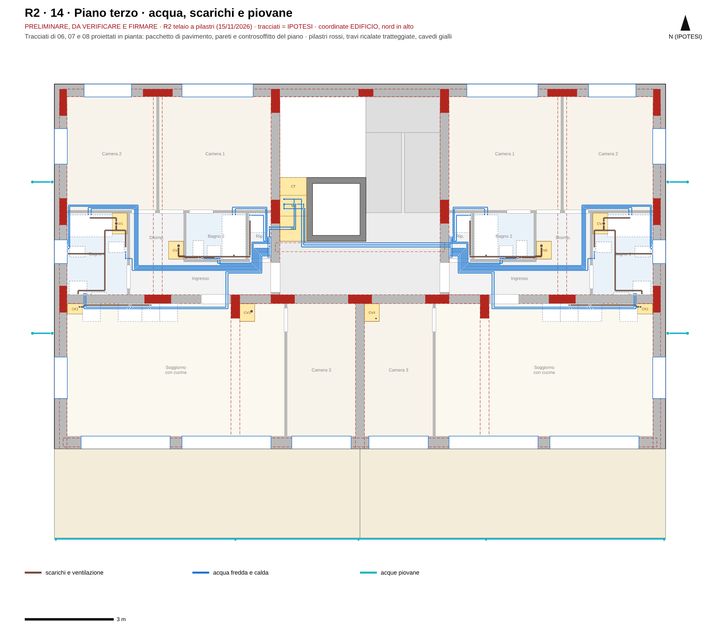 R2 · 14 · Piano terzo · acqua, scarichi e piovane
PRELIMINARE, DA VERIFICARE E FIRMARE · R2 telaio a pilastri (15/11/2026) · tracciati = IPOTESI · coordinate EDIFICIO, nord in alto
Tracciati di 06, 07 e 08 proiettati in pianta: pacchetto di pavimento, pareti e controsoffitto del piano · pilastri rossi, travi ricalate tratteggiate, cavedi gialli
N (IPOTESI)
Camera 2
Camera 1
Camera 1
Camera 2
CT
Bagno 2
Rip.
Bagno 2
Ingresso
Ingresso
Soggiorno
con cucina
Camera 3
Camera 3
Soggiorno
con cucina
scarichi e ventilazione
acqua fredda e calda
acque piovane
3 m